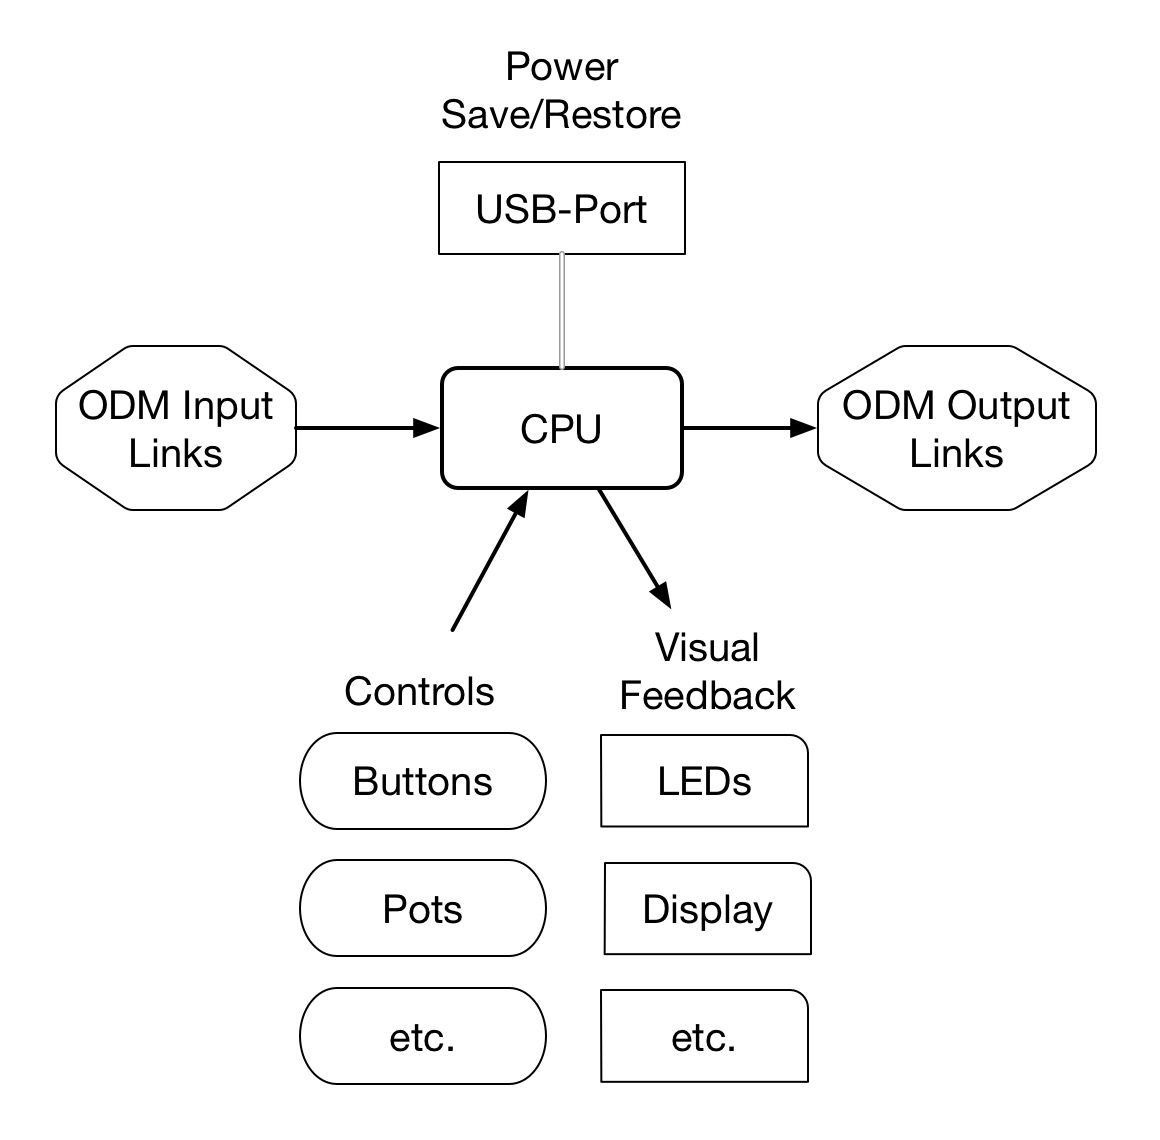 Power
Save/Restore
USB-Port
ODM Input
Links
CPU
ODM Output
Links
Controls
Buttons
Pots
etc.
Visual
Feedback
LEDs
Display
etc.